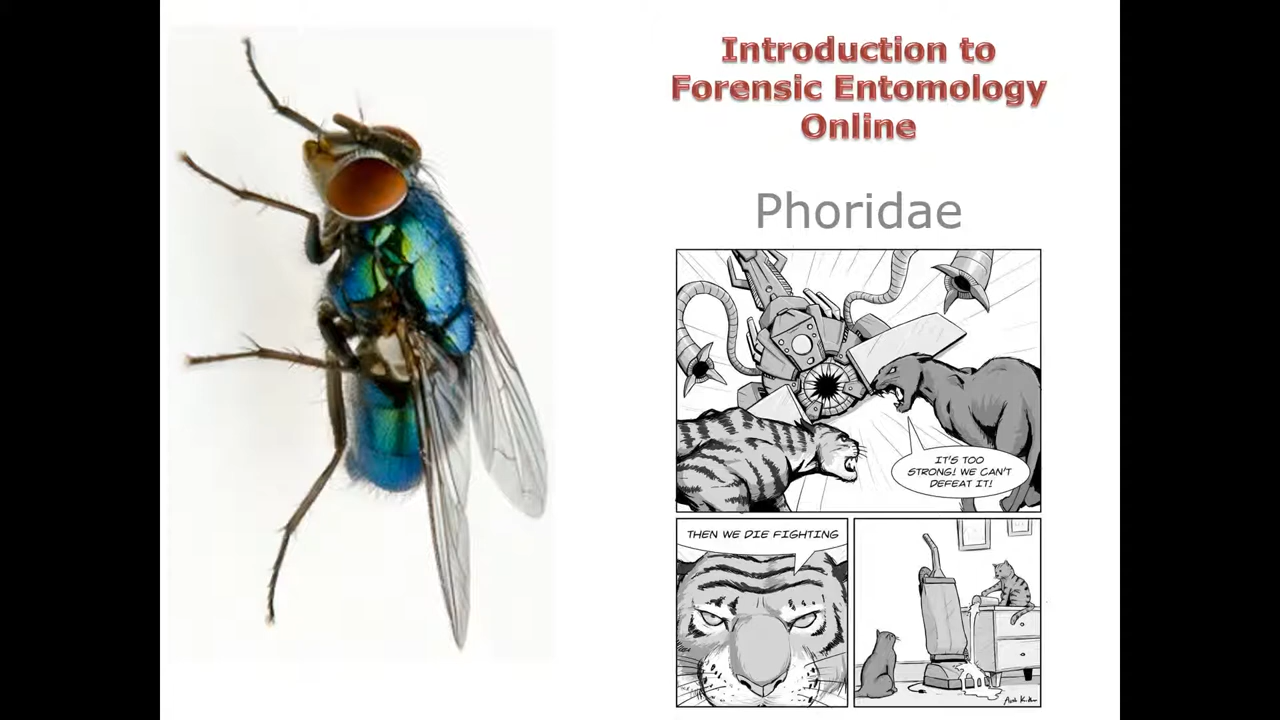 Introduction to
Forensic Entomology
Online
Phoridae
IT'S TOO
STRONG! WE CAN'T
DEFEAT IT!
THEN WE DIE FIGHTING